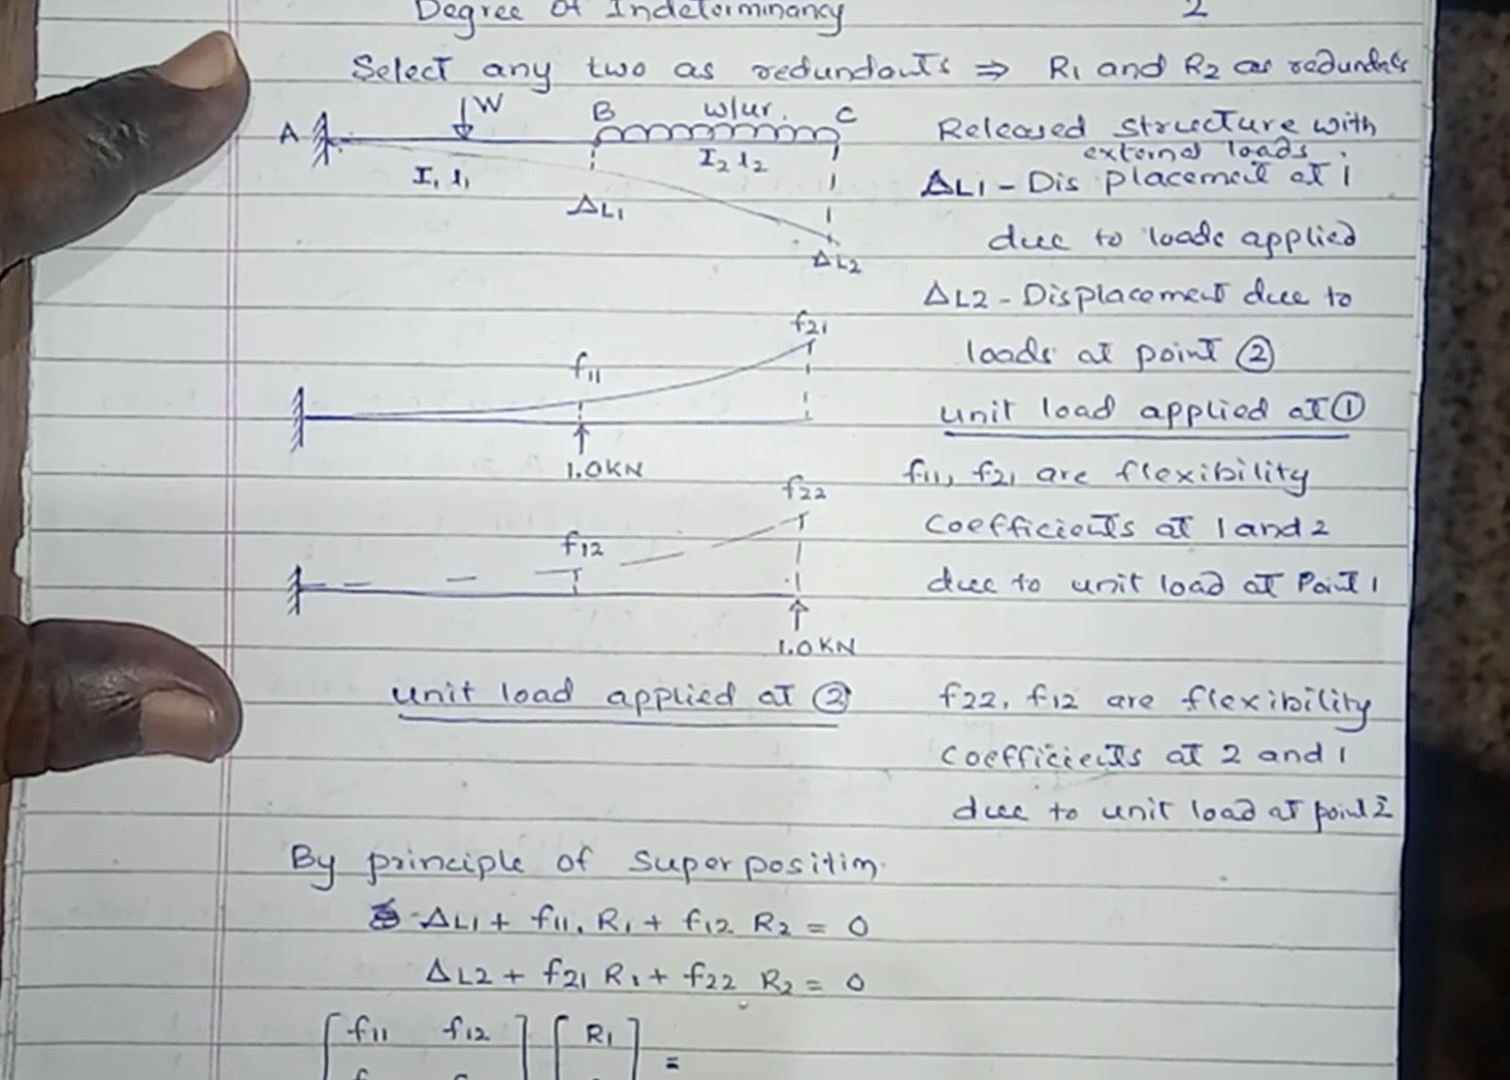 Degree of Indeterminancy 2
Select any two as redundants ⇒ R1 and R2 as redundnts
W B w/ur. C
A
I1 l1 I2 l2
ΔL1
ΔL2
Released structure with
external loads.
ΔL1 - Displacement at 1
due to loads applied
ΔL2 - Displacement due to
loads at point ②
f21
f11
1.0KN
unit load applied at ①
f11, f21 are flexibility
coefficients at 1 and 2
due to unit load at Point 1
f22
f12
1.0KN
unit load applied at ②
f22, f12 are flexibility
coefficients at 2 and 1
due to unit load at point 2
By principle of Superposition.
ΔL1 + f11. R1 + f12 R2 = 0
ΔL2 + f21 R1 + f22 R2 = 0
[ f11 f12 ] [ R1 ] =